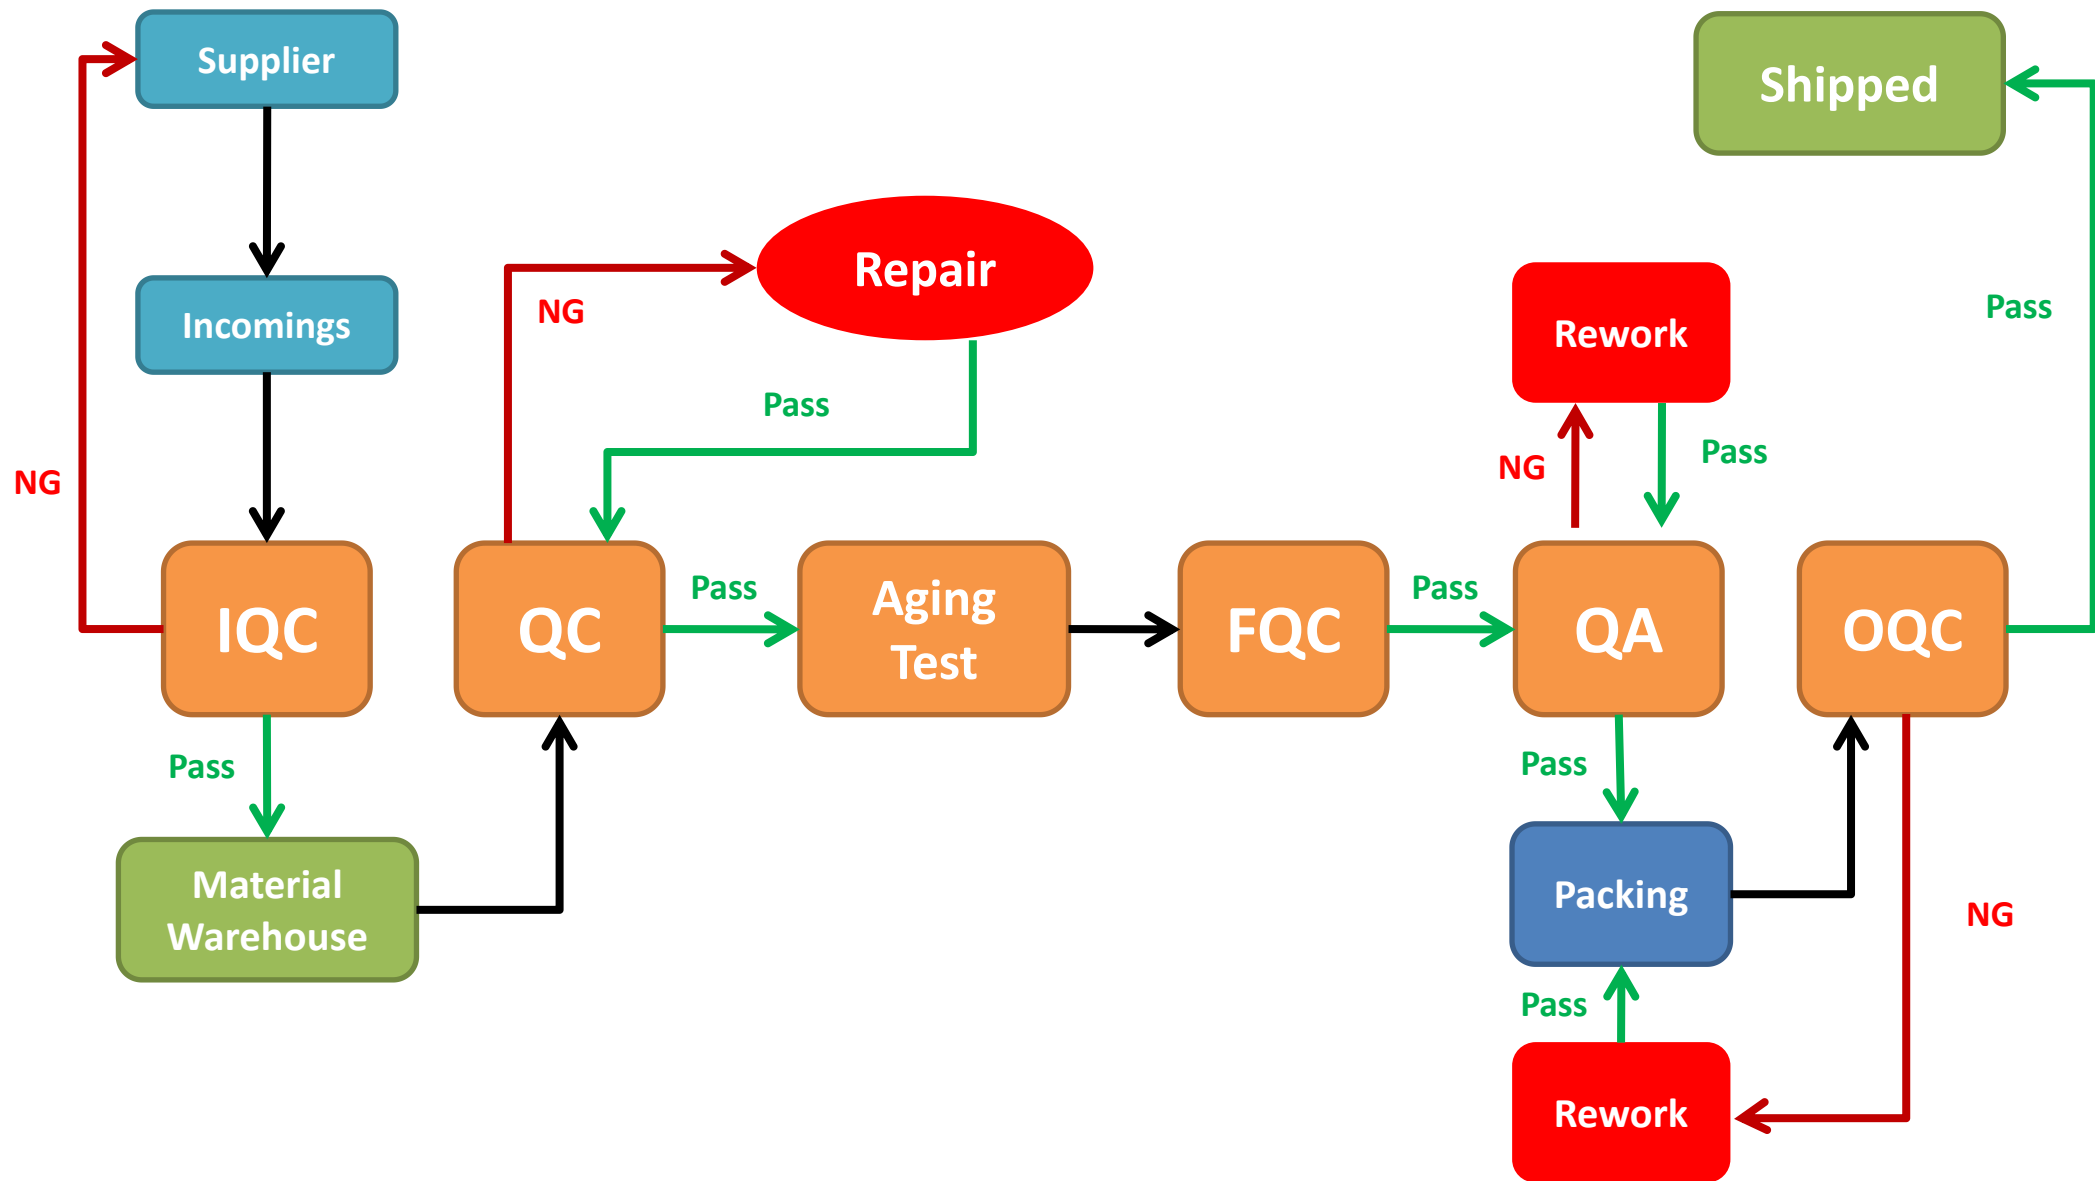 Supplier
Shipped
Repair
Incomings
NG
Pass
Rework
Pass
NG
Pass
NG
Pass
IQC
QC
Pass
Aging
Test
FQC
Pass
QA
OQC
Pass
Pass
Material
Warehouse
Packing
NG
Pass
Rework